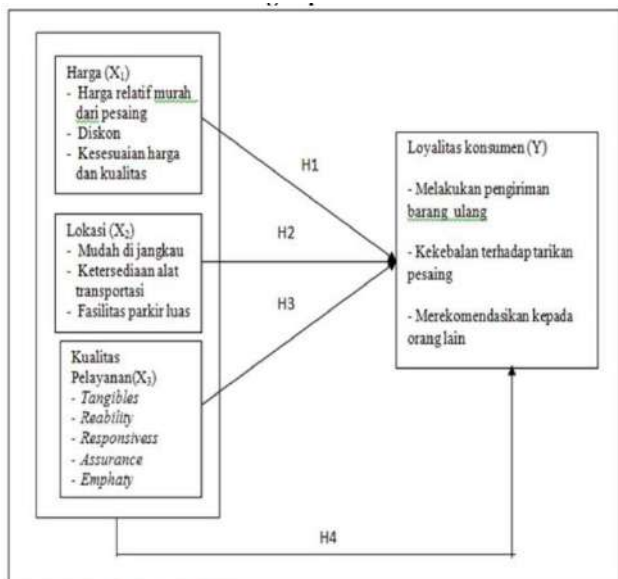 Harga (X₁)
- Harga relatif murah
dari pesaing
- Diskon
- Kesesuaian harga
dan kualitas
H1
Lokasi (X₂)
- Mudah di jangkau
- Ketersediaan alat
transportasi
- Fasilitas parkir luas
H2
Kualitas
Pelayanan(X₃)
- Tangibles
- Reability
- Responsivess
- Assurance
- Emphaty
H3
Loyalitas konsumen (Y)
- Melakukan pengiriman
barang ulang
- Kekebalan terhadap tarikan
pesaing
- Merekomendasikan kepada
orang lain
H4